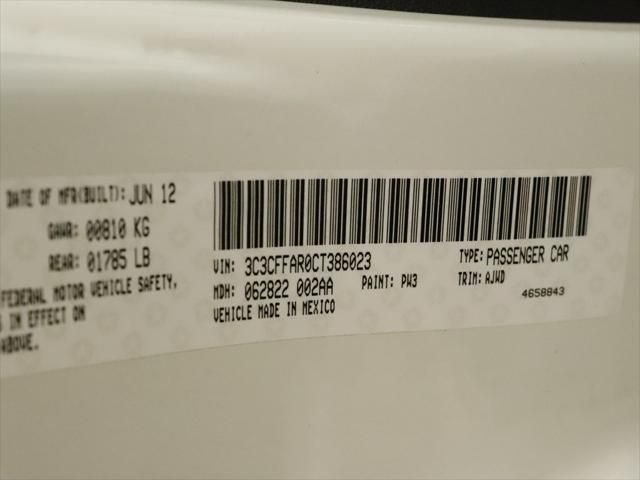 DATE OF MFR(BUILT): JUN 12
GAWR: 00810 KG
REAR: 01785 LB
FEDERAL MOTOR VEHICLE SAFETY,
S IN EFFECT ON
ABOVE.
VIN: 3C3CFFAR0CT386023
TYPE: PASSENGER CAR
MDH: 062822 002AA
PAINT: PW3
TRIM: AJWD
VEHICLE MADE IN MEXICO
4658843